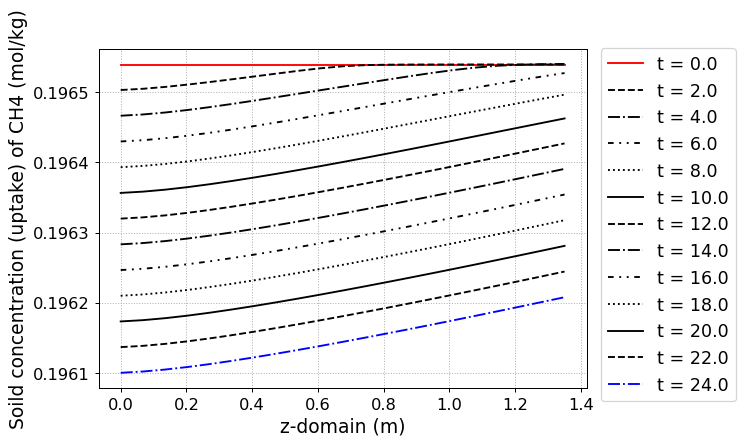 Soild concentration (uptake) of CH4 (mol/kg)
0.1965
0.1964
0.1963
0.1962
0.1961
0.0 0.2 0.4 0.6 0.8 1.0 1.2 1.4
z-domain (m)
t = 0.0
t = 2.0
t = 4.0
t = 6.0
t = 8.0
t = 10.0
t = 12.0
t = 14.0
t = 16.0
t = 18.0
t = 20.0
t = 22.0
t = 24.0